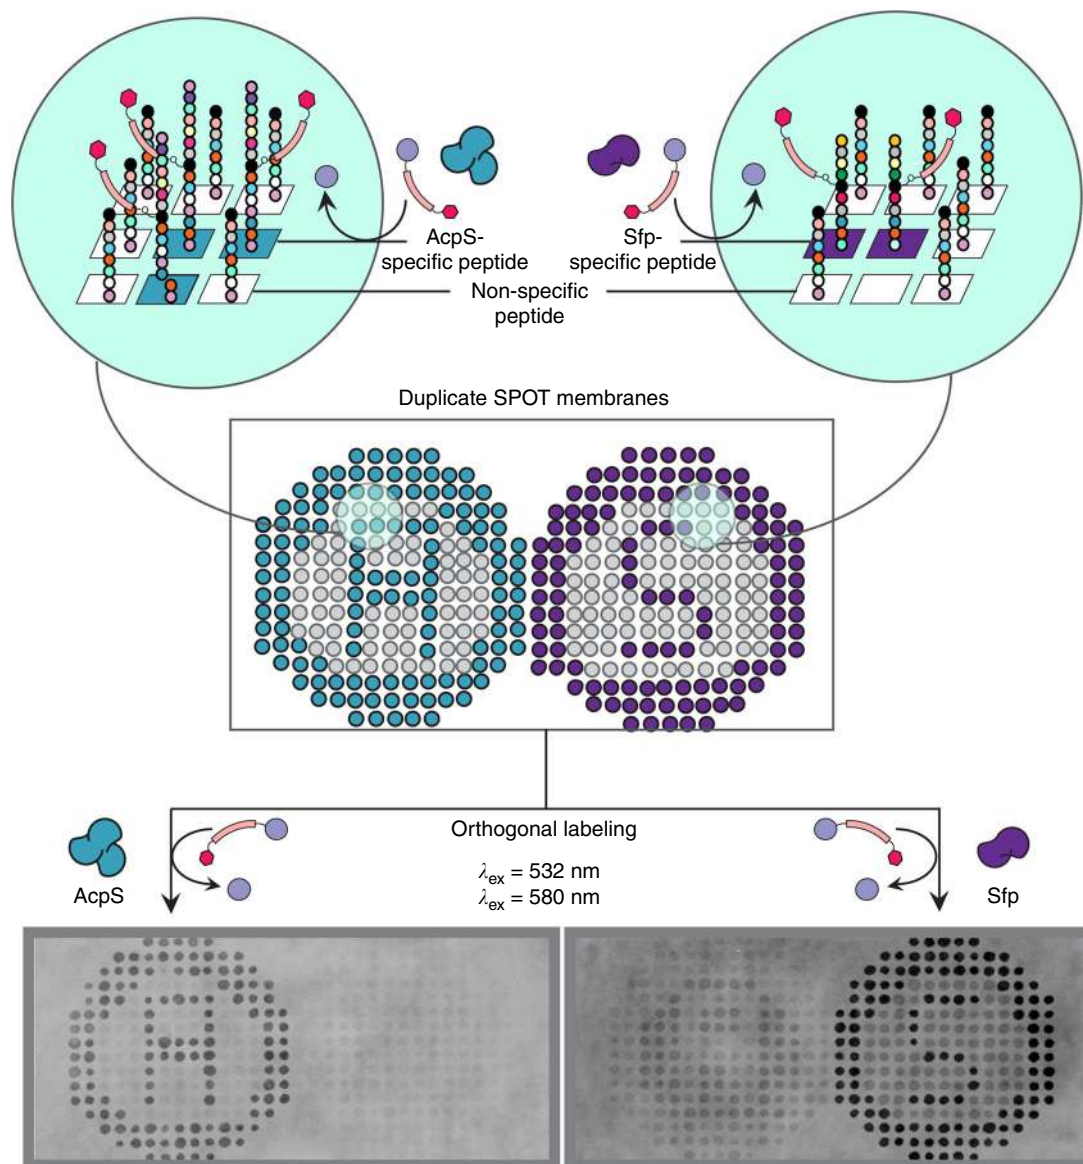 AcpS-
specific peptide
Sfp-
specific peptide
Non-specific
peptide
Duplicate SPOT membranes
Orthogonal labeling
λex = 532 nm
λex = 580 nm
AcpS
Sfp